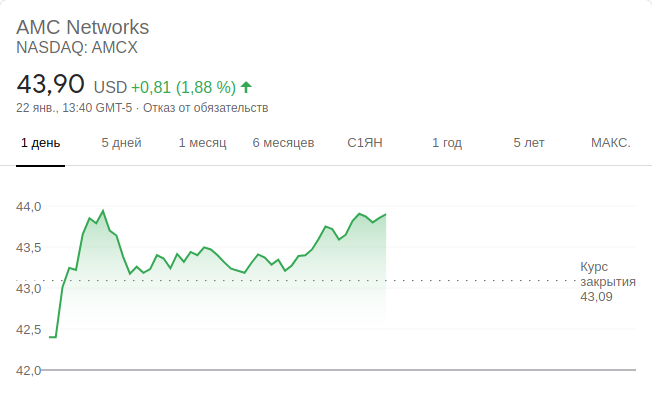 AMC Networks
NASDAQ: AMCX
43,90 USD +0,81 (1,88 %)
22 янв., 13:40 GMT-5 · Отказ от обязательств
1 день 5 дней 1 месяц 6 месяцев С1ЯН 1 год 5 лет МАКС.
44,0
43,5
43,0
42,5
42,0
Курс
закрытия
43,09